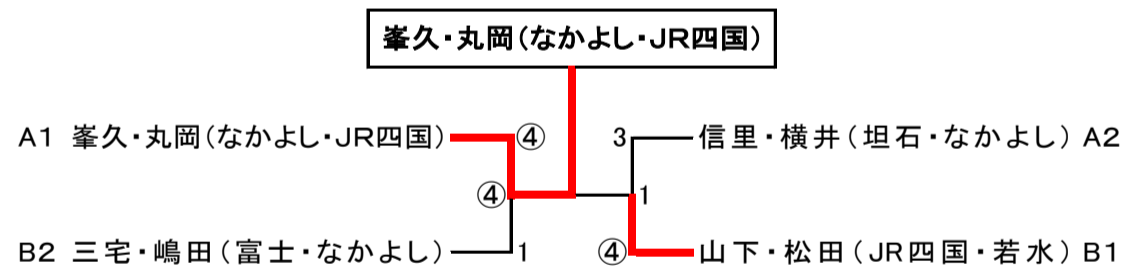 峯久・丸岡(なかよし・JR四国)
A1 峯久・丸岡(なかよし・JR四国) ④ 3 信里・横井(坦石・なかよし) A2
④ 1
B2 三宅・嶋田(富士・なかよし) 1 ④ 山下・松田(JR四国・若水) B1